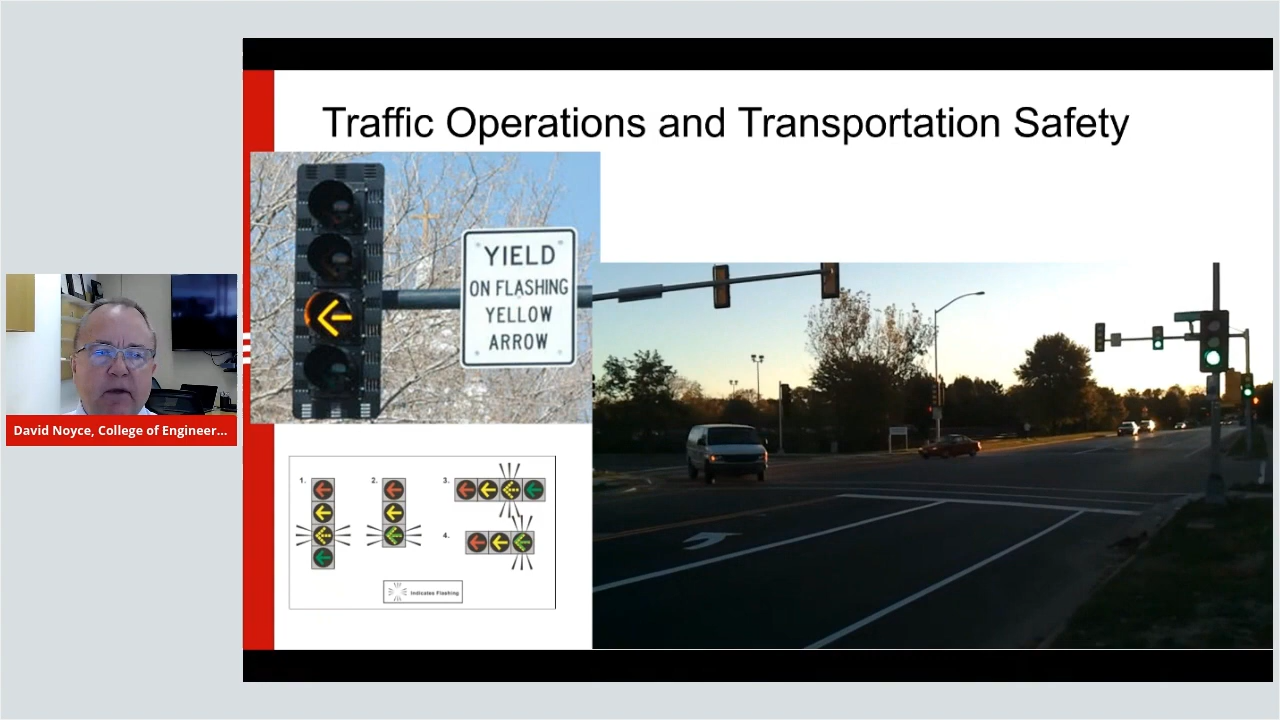 Traffic Operations and Transportation Safety
YIELD
ON FLASHING
YELLOW
ARROW
David Noyce, College of Engineer...
1.
2.
3.
4.
Indicates Flashing